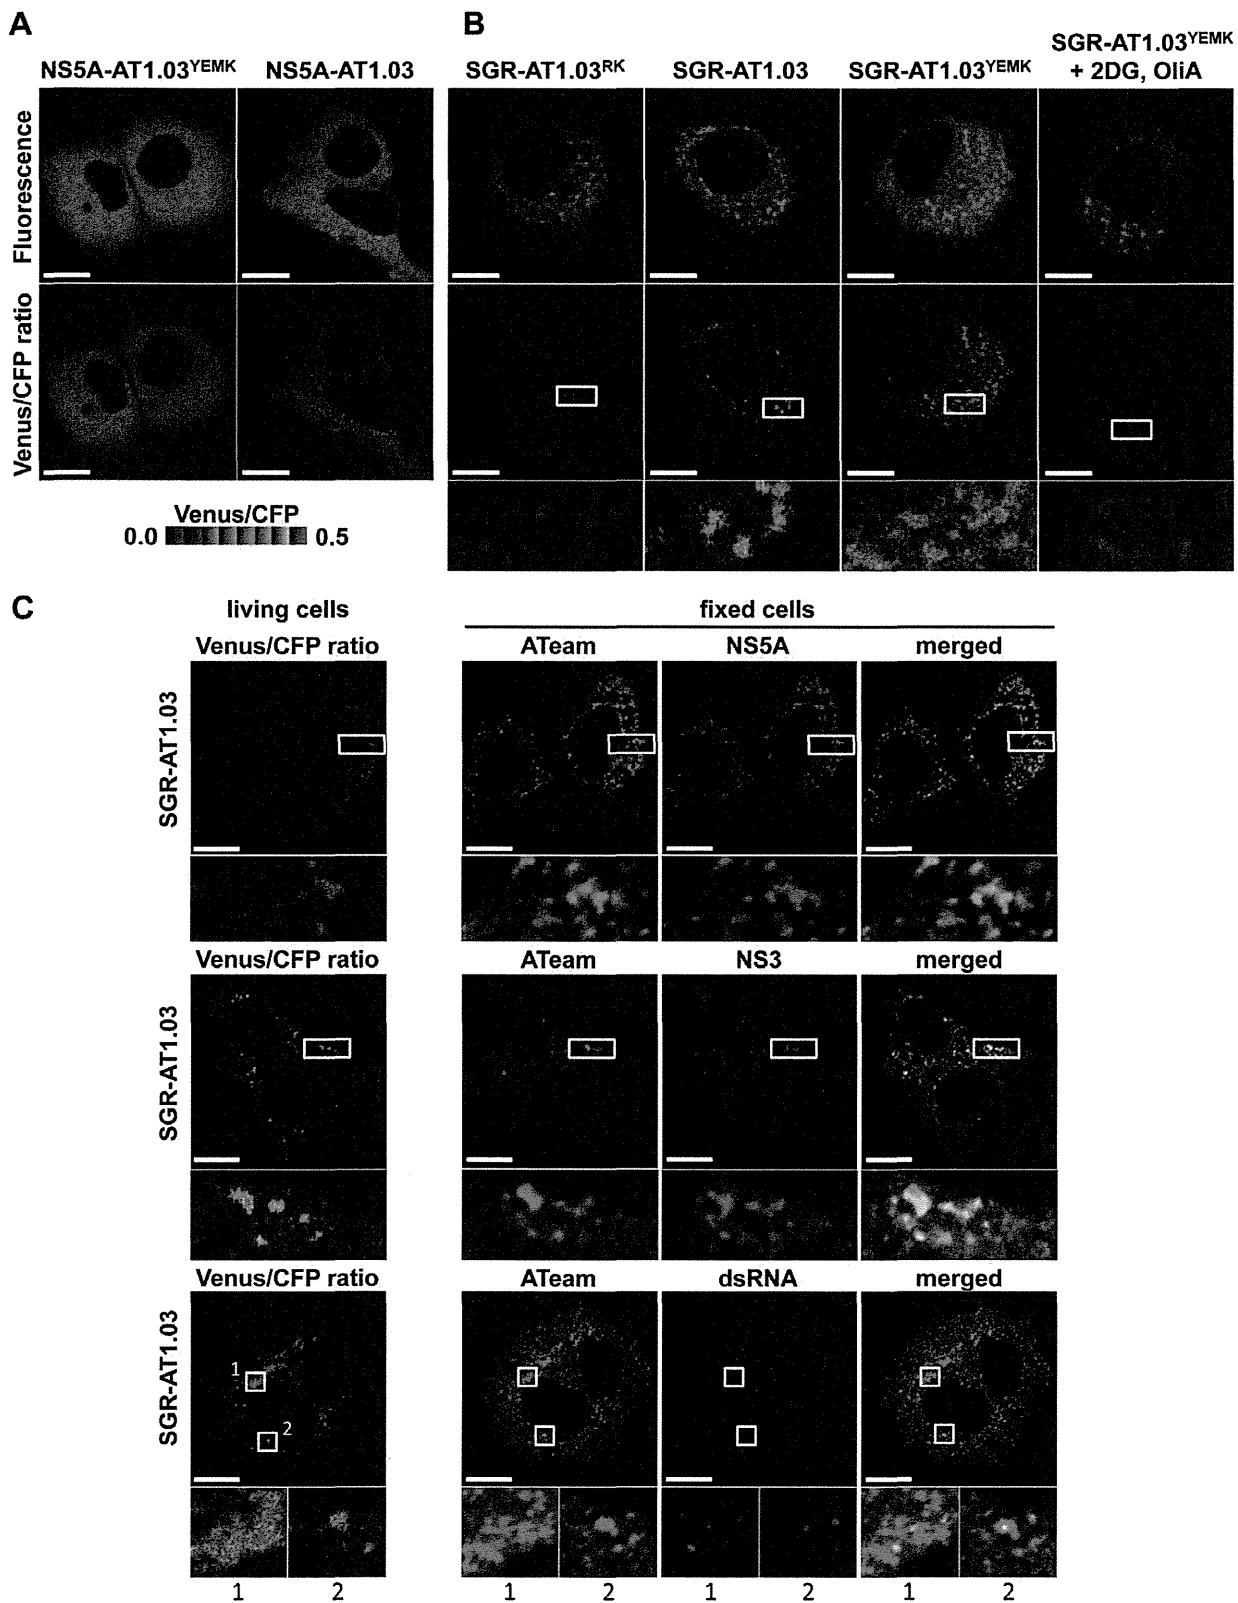 A
B
NS5A-AT1.03YEMK NS5A-AT1.03
SGR-AT1.03RK SGR-AT1.03 SGR-AT1.03YEMK SGR-AT1.03YEMK
+ 2DG, OliA
Fluorescence
Venus/CFP ratio
Venus/CFP
0.0 0.5
C
living cells fixed cells
Venus/CFP ratio ATeam NS5A merged
SGR-AT1.03
Venus/CFP ratio ATeam NS3 merged
SGR-AT1.03
Venus/CFP ratio ATeam dsRNA merged
SGR-AT1.03
1
2
1 2 1 2 1 2 1 2